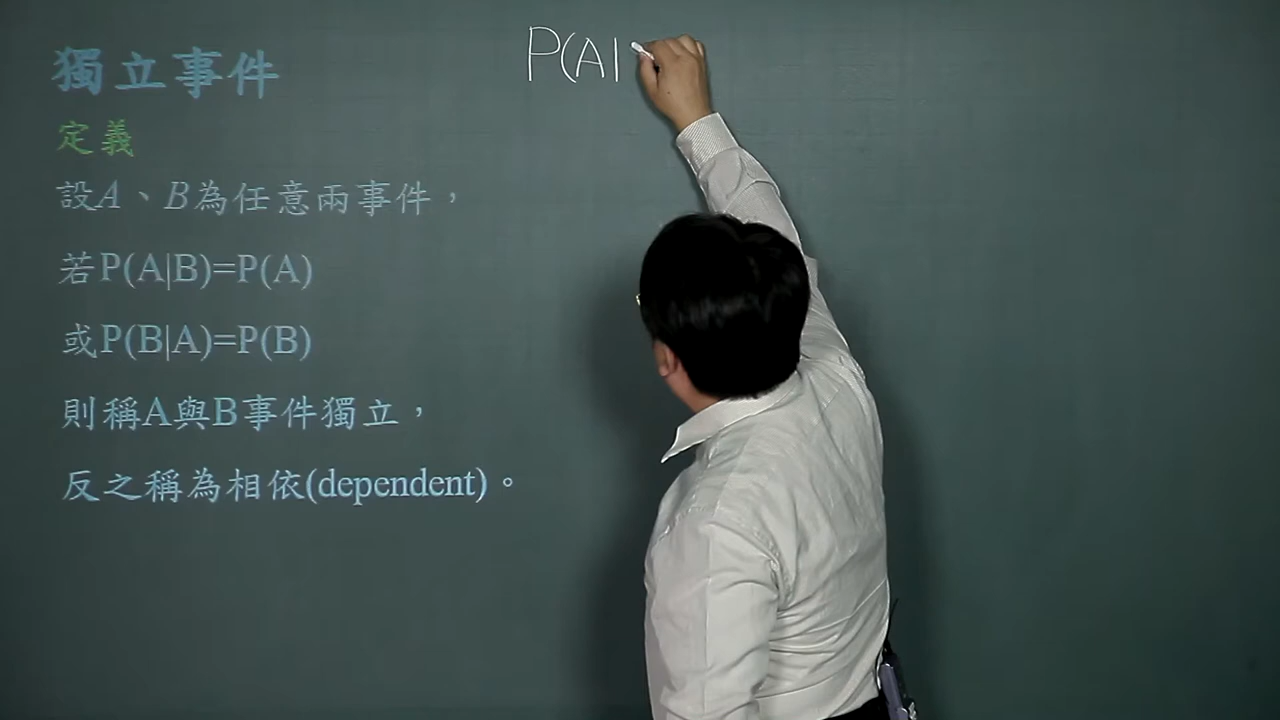 獨立事件
定義
設A、B為任意兩事件，
若P(A|B)=P(A)
或P(B|A)=P(B)
則稱A與B事件獨立，
反之稱為相依(dependent)。
P(A|